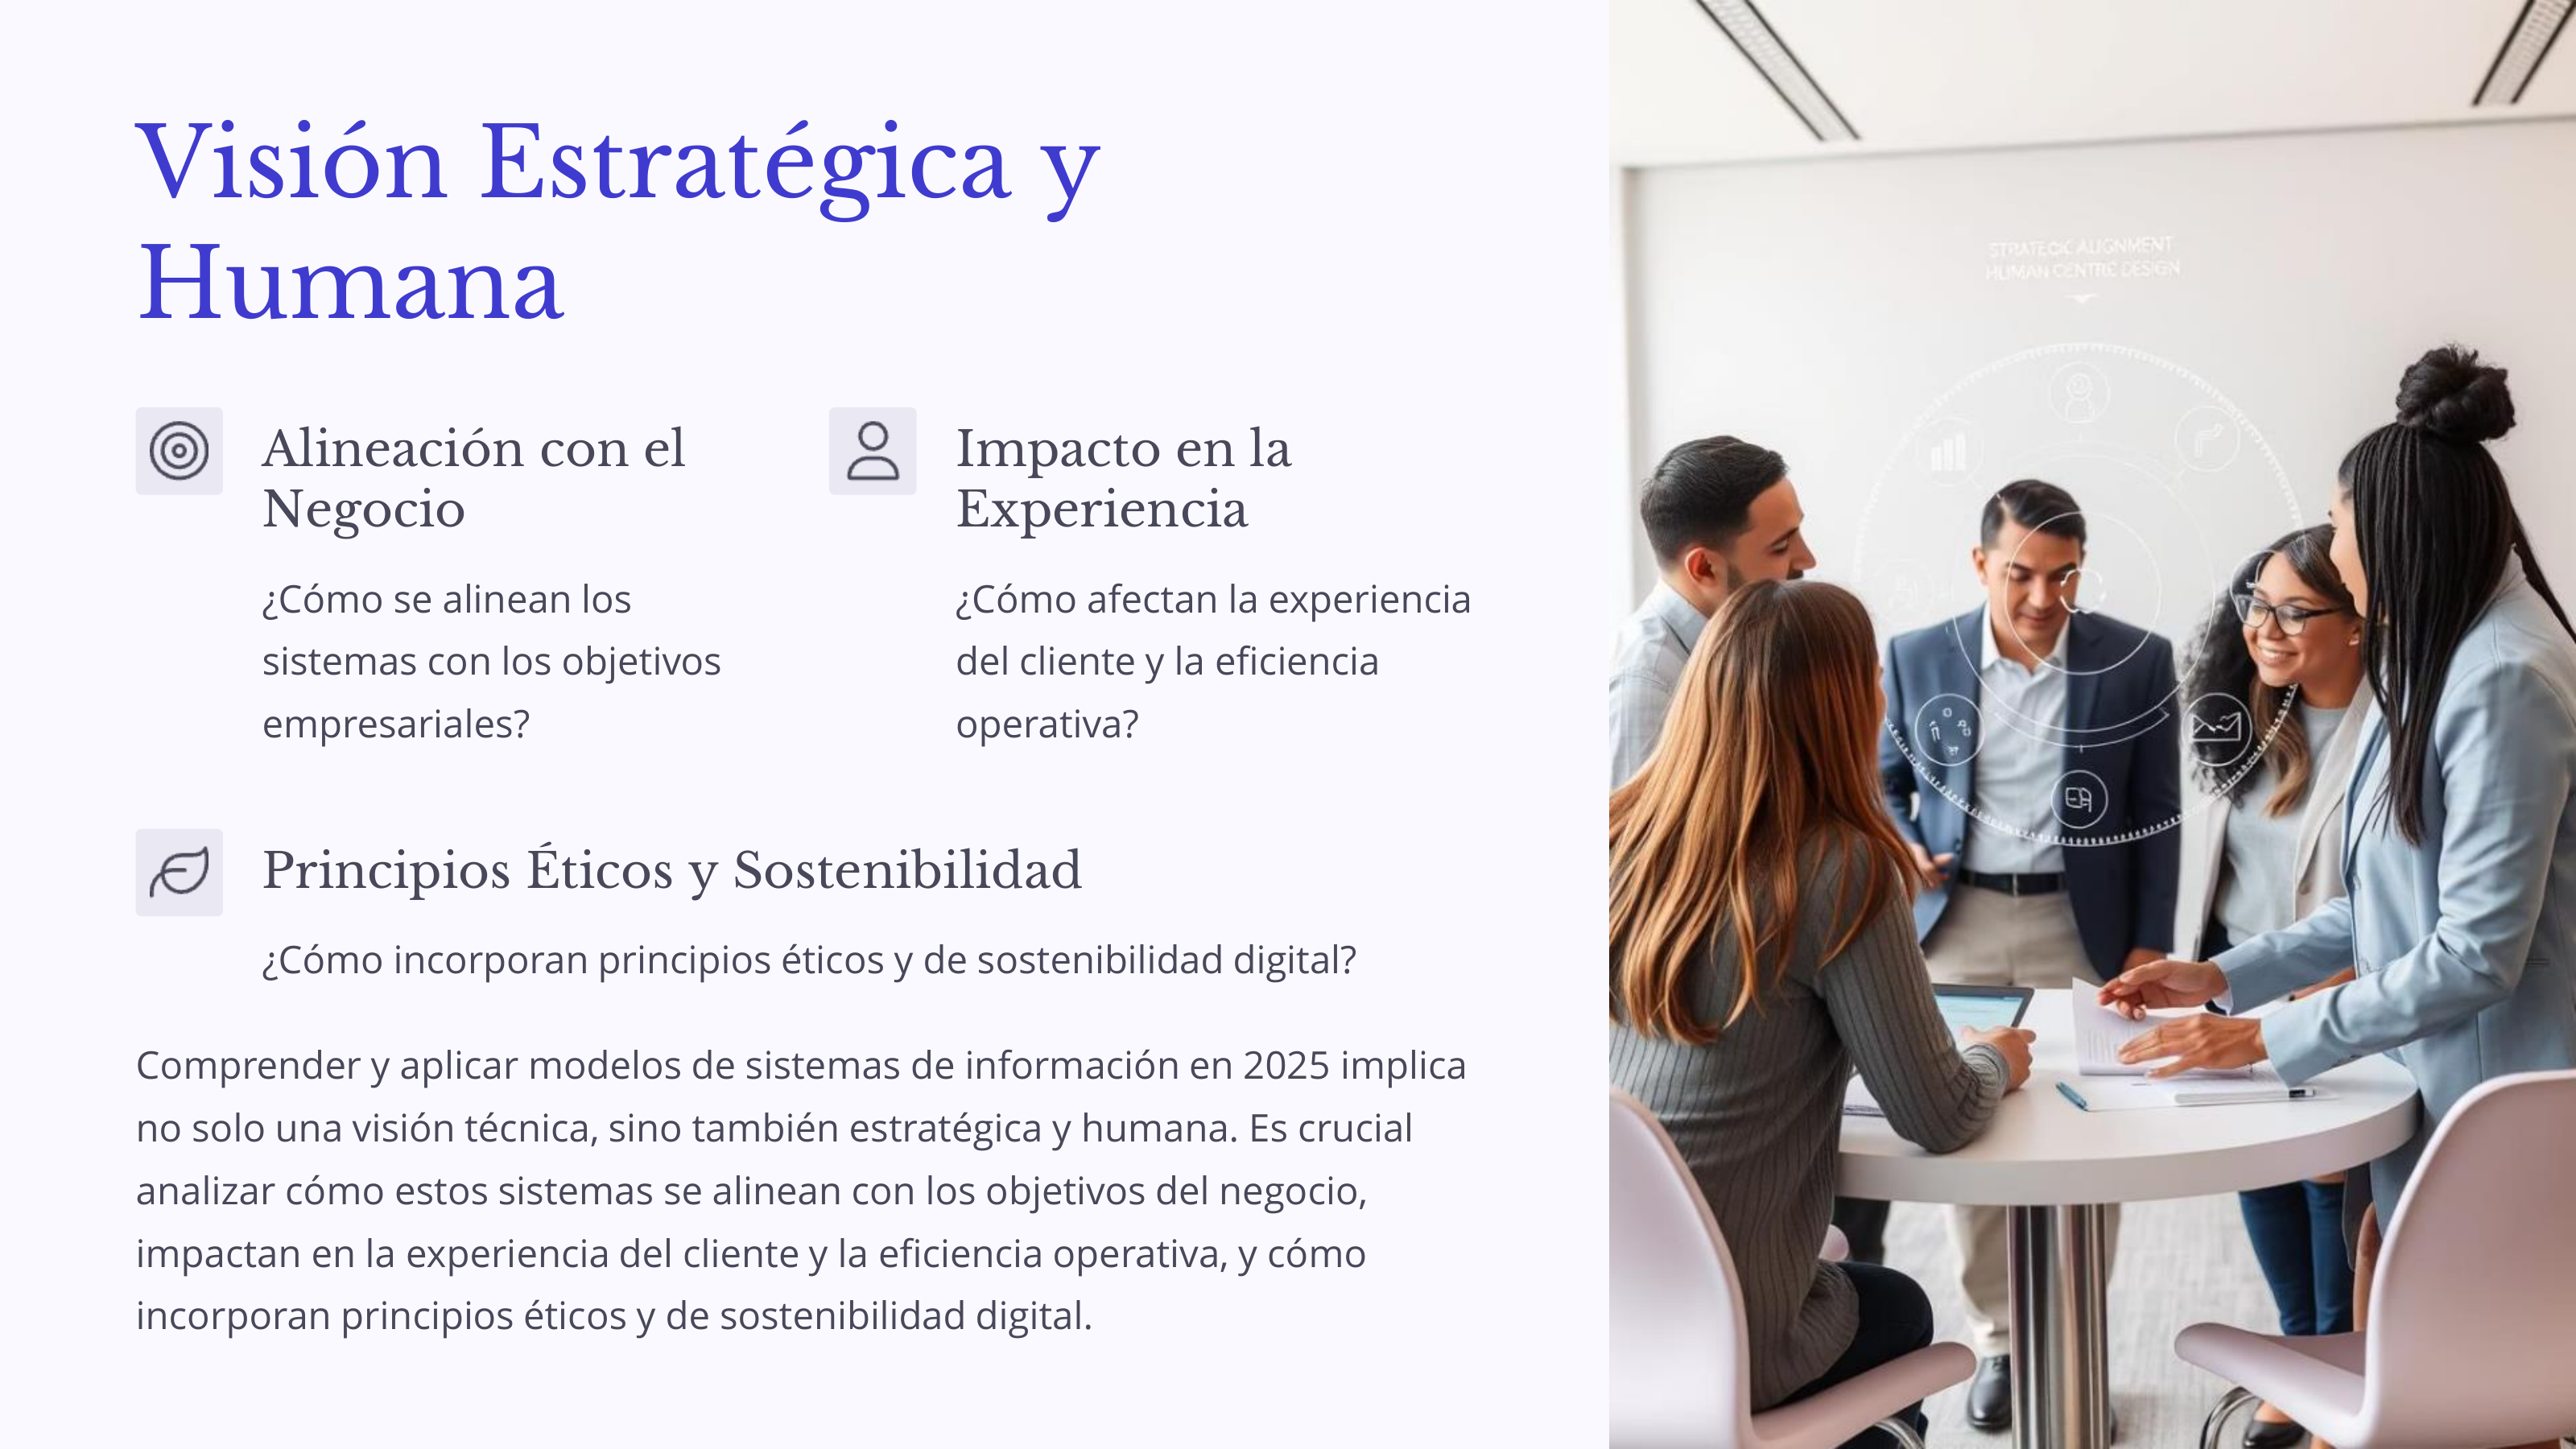 Visión Estratégica y
Humana
Alineación con el
Negocio
¿Cómo se alinean los
sistemas con los objetivos
empresariales?
Impacto en la
Experiencia
¿Cómo afectan la experiencia
del cliente y la eficiencia
operativa?
Principios Éticos y Sostenibilidad
¿Cómo incorporan principios éticos y de sostenibilidad digital?
Comprender y aplicar modelos de sistemas de información en 2025 implica
no solo una visión técnica, sino también estratégica y humana. Es crucial
analizar cómo estos sistemas se alinean con los objetivos del negocio,
impactan en la experiencia del cliente y la eficiencia operativa, y cómo
incorporan principios éticos y de sostenibilidad digital.
ALIGNMENT
HUMAN CENTRE DESIGN